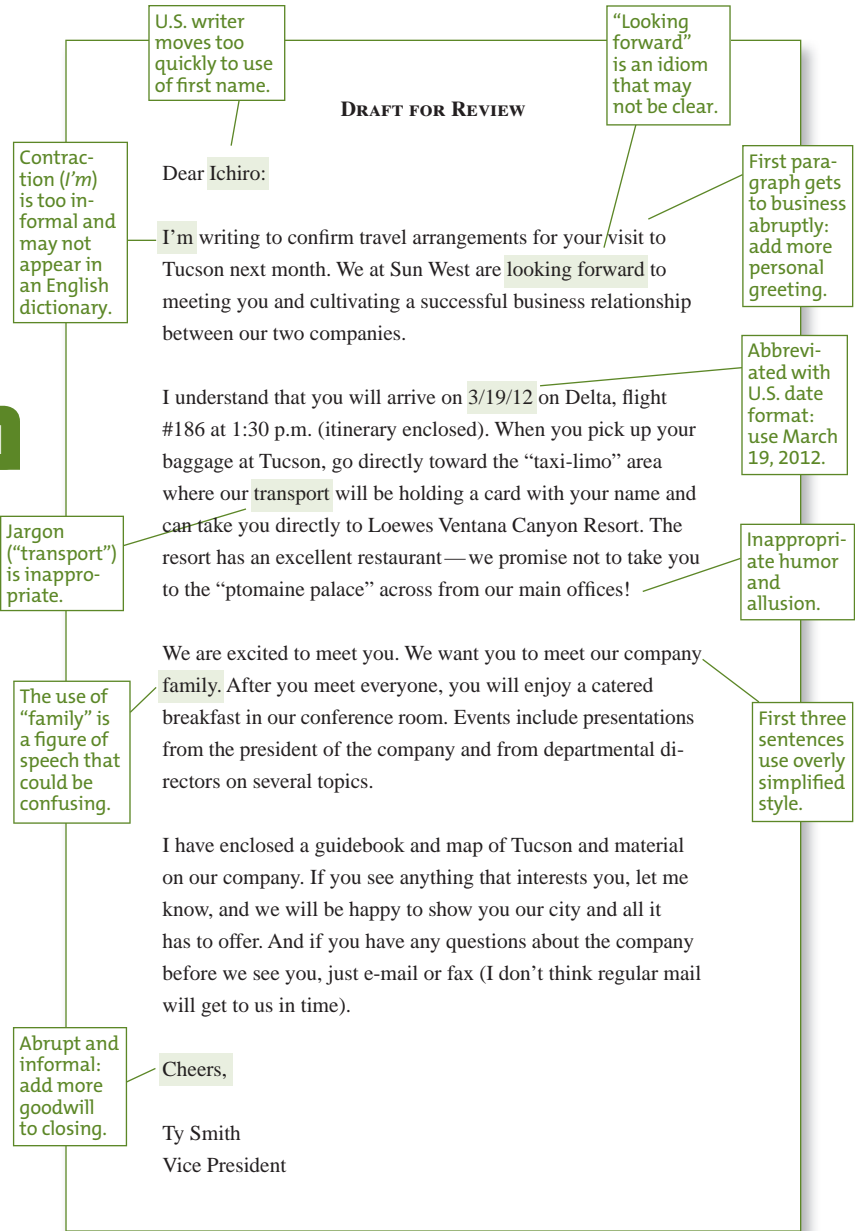 U.S. writer
moves too
quickly to use
of first name.
“Looking
forward”
is an idiom
that may
not be clear.
DRAFT FOR REVIEW
Contrac-
tion (I’m)
is too in-
formal and
may not
appear in
an English
dictionary.
First para-
graph gets
to business
abruptly:
add more
personal
greeting.
Dear Ichiro:
I’m writing to confirm travel arrangements for your visit to
Tucson next month. We at Sun West are looking forward to
meeting you and cultivating a successful business relationship
between our two companies.
Abbrevi-
ated with
U.S. date
format:
use March
19, 2012.
I understand that you will arrive on 3/19/12 on Delta, flight
#186 at 1:30 p.m. (itinerary enclosed). When you pick up your
baggage at Tucson, go directly toward the “taxi-limo” area
where our transport will be holding a card with your name and
can take you directly to Loewes Ventana Canyon Resort. The
resort has an excellent restaurant—we promise not to take you
to the “ptomaine palace” across from our main offices!
Jargon
(“transport”)
is inappro-
priate.
Inappropri-
ate humor
and
allusion.
We are excited to meet you. We want you to meet our company
family. After you meet everyone, you will enjoy a catered
breakfast in our conference room. Events include presentations
from the president of the company and from departmental di-
rectors on several topics.
The use of
“family” is
a figure of
speech that
could be
confusing.
First three
sentences
use overly
simplified
style.
I have enclosed a guidebook and map of Tucson and material
on our company. If you see anything that interests you, let me
know, and we will be happy to show you our city and all it
has to offer. And if you have any questions about the company
before we see you, just e-mail or fax (I don’t think regular mail
will get to us in time).
Abrupt and
informal:
add more
goodwill
to closing.
Cheers,
Ty Smith
Vice President